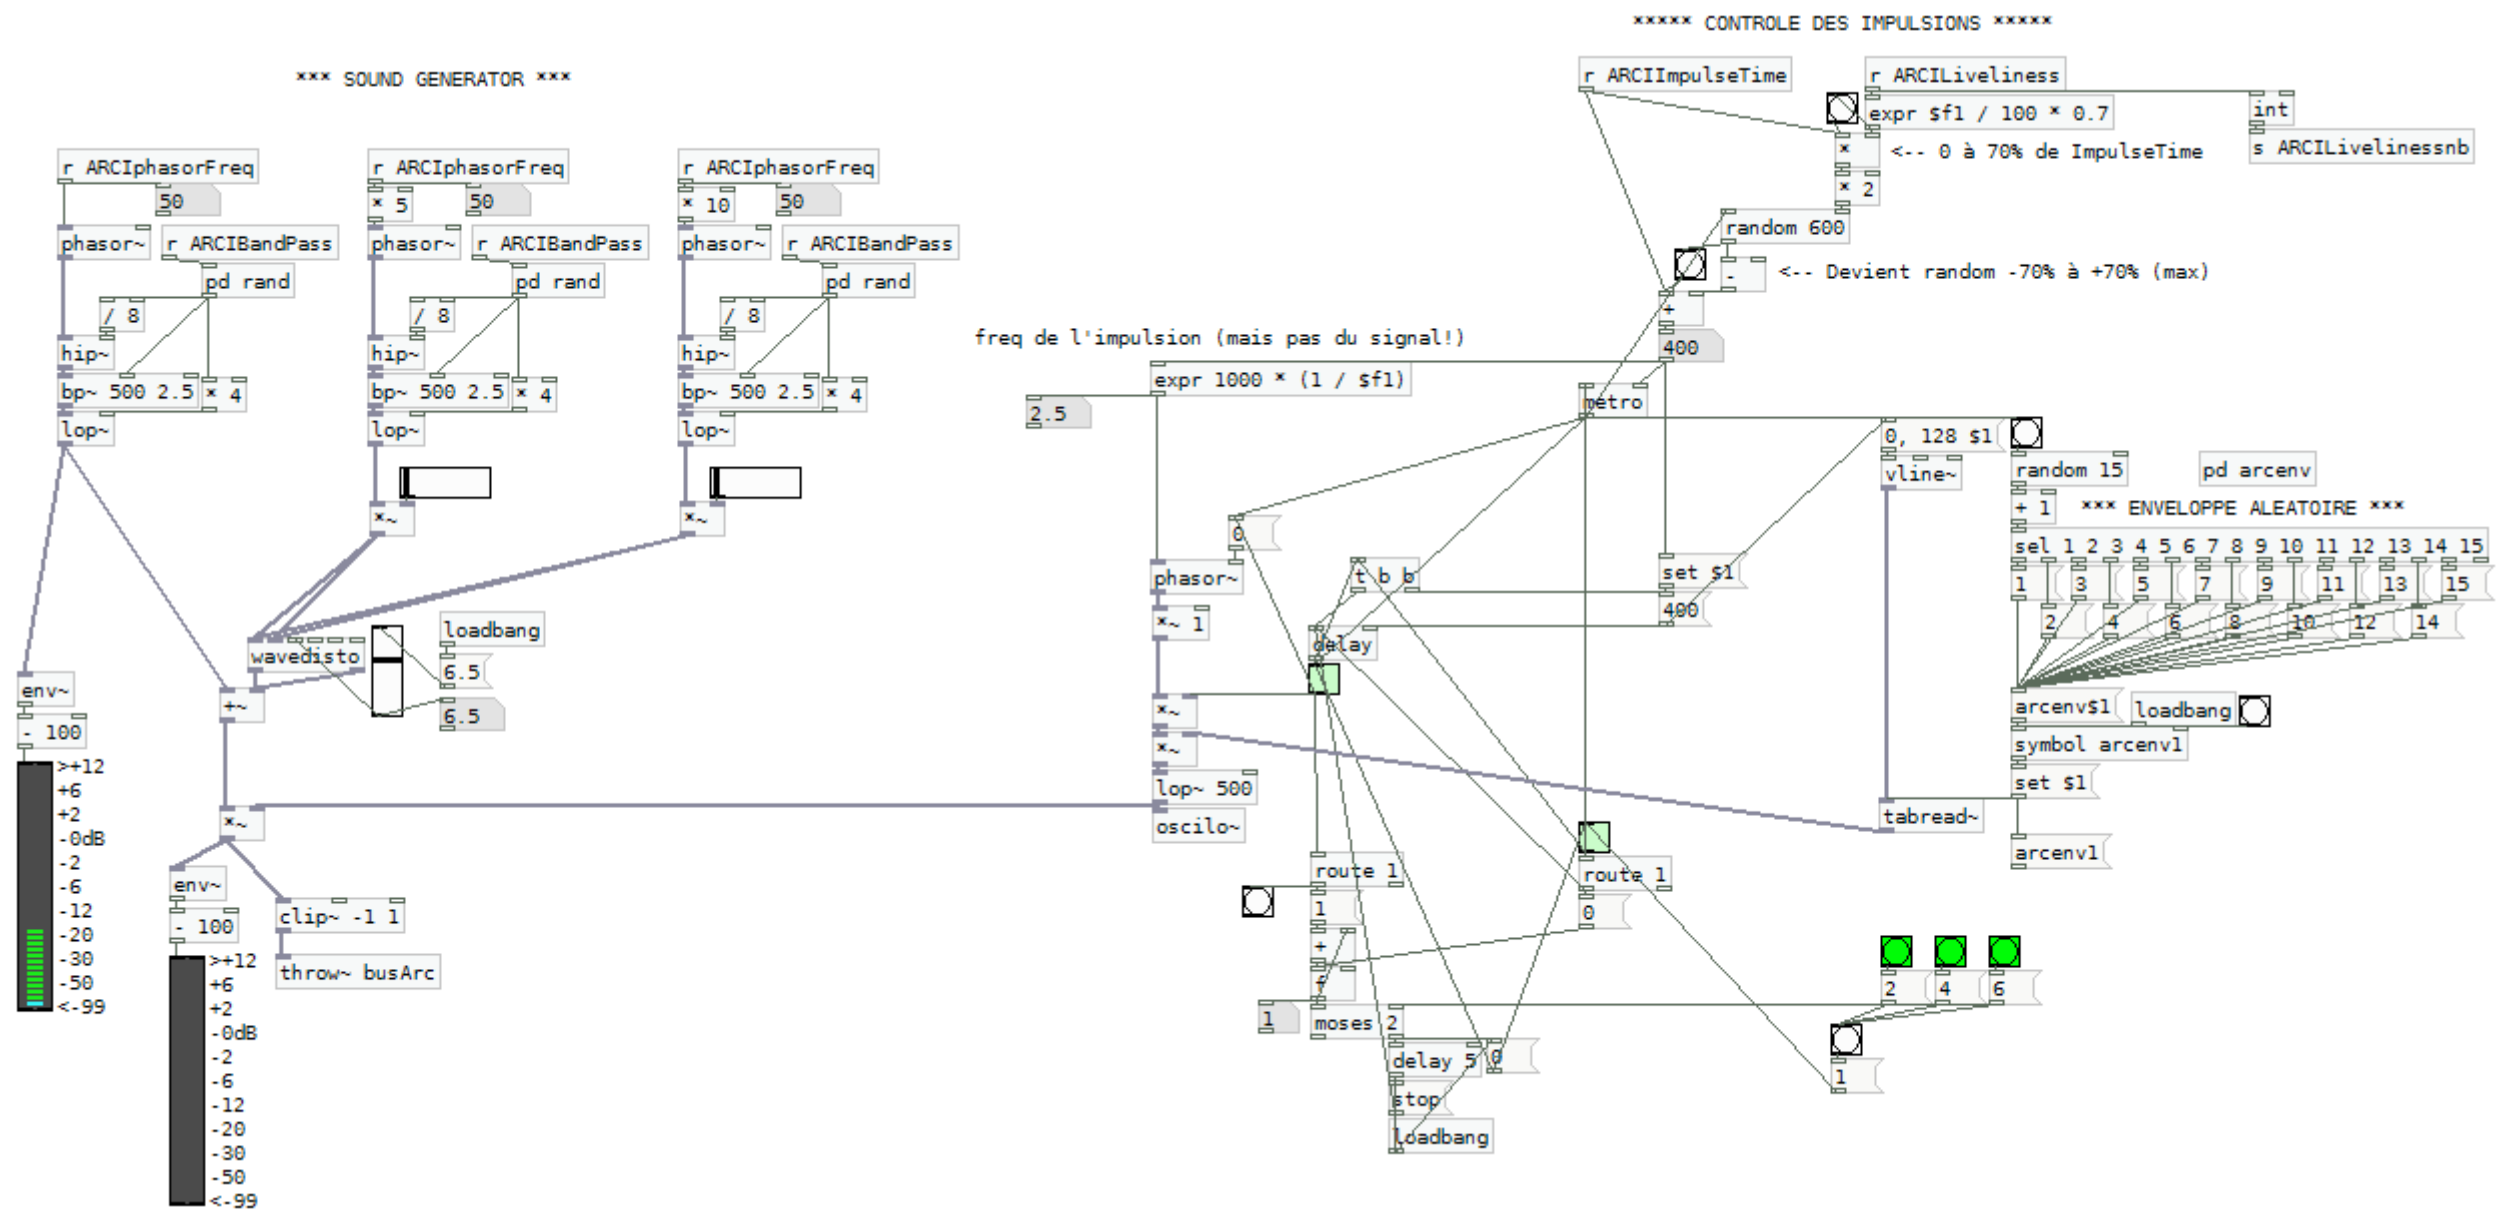 ***** CONTROLE DES IMPULSIONS *****
*** SOUND GENERATOR ***
r ARCIphasorFreq
50
phasor~
r ARCIBandPass
pd rand
/ 8
hip~
bp~ 500 2.5
* 4
lop~
r ARCIphasorFreq
* 5
50
phasor~
r ARCIBandPass
pd rand
/ 8
hip~
bp~ 500 2.5
* 4
lop~
*~
r ARCIphasorFreq
* 10
50
phasor~
r ARCIBandPass
pd rand
/ 8
hip~
bp~ 500 2.5
* 4
lop~
*~
wavedisto
loadbang
6.5
6.5
env~
- 100
>+12
+6
+2
-0dB
-2
-6
-12
-20
-30
-50
<-99
+~
*~
env~
- 100
>+12
+6
+2
-0dB
-2
-6
-12
-20
-30
-50
<-99
clip~ -1 1
throw~ busArc
r ARCIImpulseTime
r ARCILiveliness
expr $f1 / 100 * 0.7
int
s ARCILivelinessnb
*
<-- 0 à 70% de ImpulseTime
* 2
random 600
-
<-- Devient random -70% à +70% (max)
+
400
freq de l'impulsion (mais pas du signal!)
expr 1000 * (1 / $f1)
2.5
metro
0
phasor~
*~ 1
t b b
set $1
400
delay
*~
*~
lop~ 500
oscilo~
route 1
1
+
f
1
moses 2
delay 5
0
stop
loadbang
route 1
0
0, 128 $1
vline~
tabread~
random 15
pd arcenv
+ 1
*** ENVELOPPE ALEATOIRE ***
sel 1 2 3 4 5 6 7 8 9 10 11 12 13 14 15
1 3 5 7 9 11 13 15
2 4 6 8 10 12 14
arcenv$1
loadbang
symbol arcenv1
set $1
arcenv1
2 4 6
1